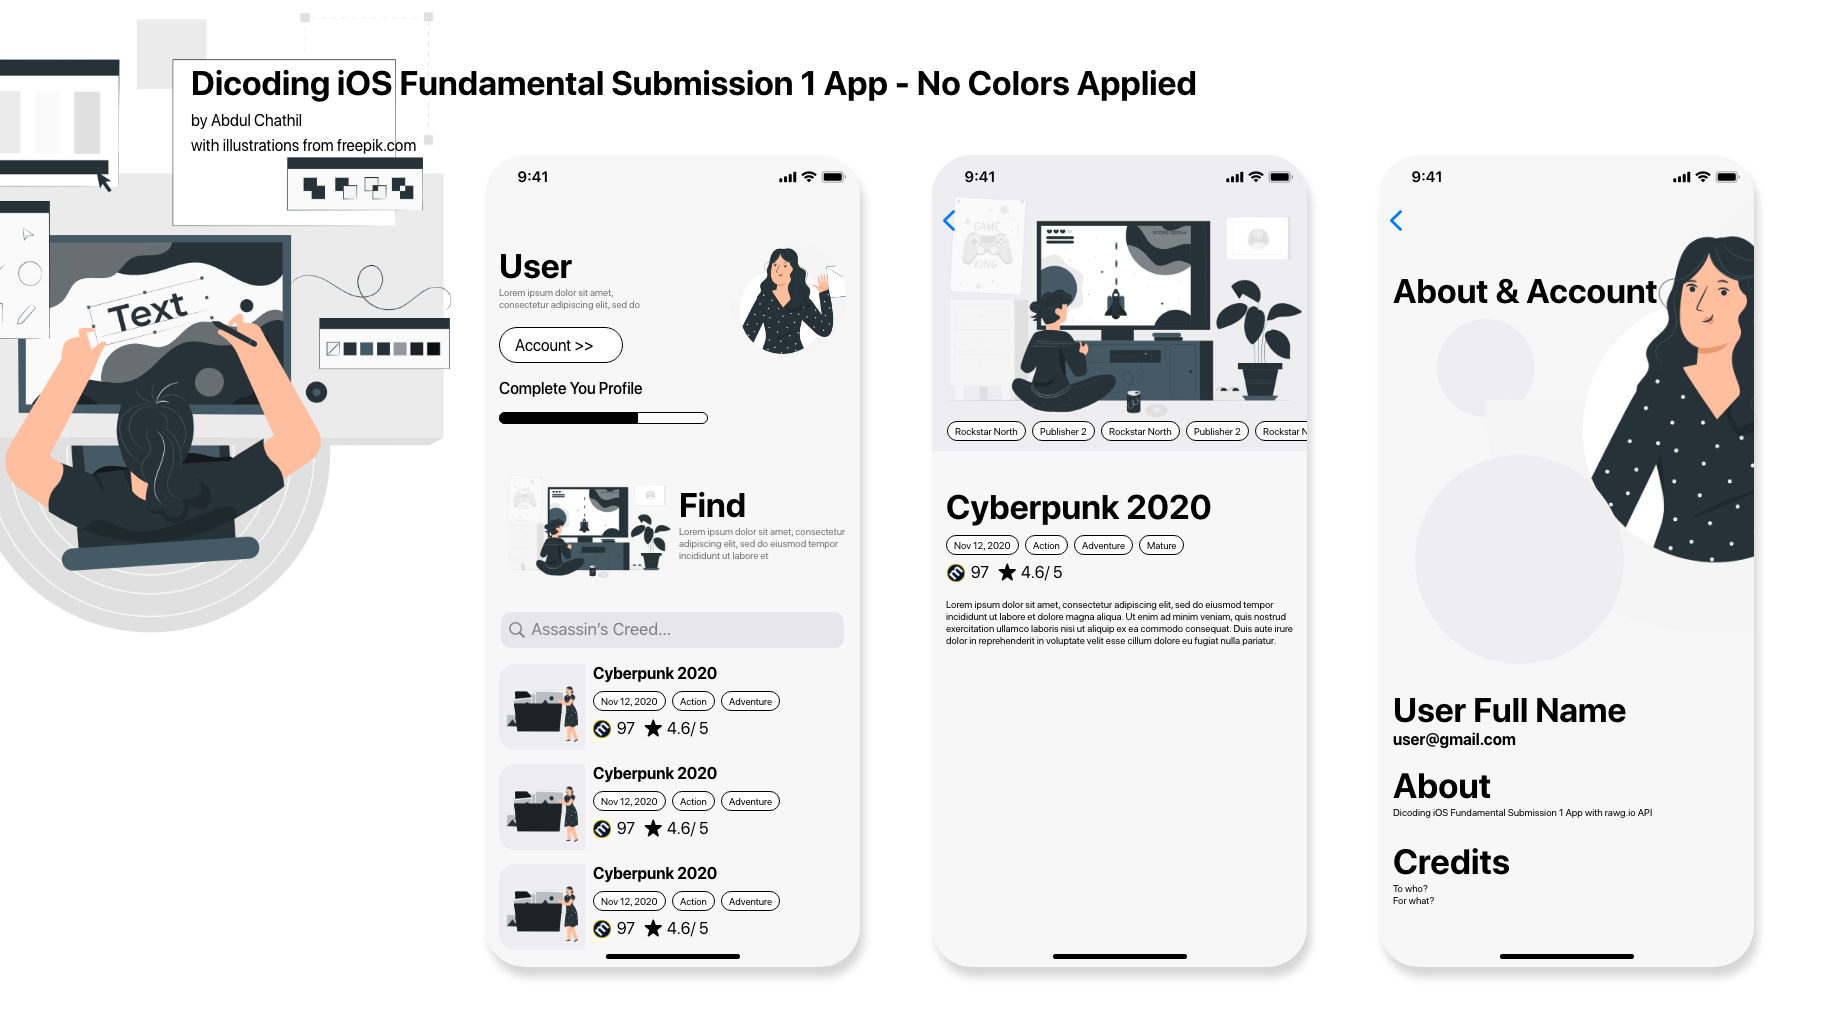 Dicoding iOS Fundamental Submission 1 App - No Colors Applied
by Abdul Chathil
with illustrations from freepik.com
Text
9:41
User
Lorem ipsum dolor sit amet,
consectetur adipiscing elit, sed do
Account >>
Complete You Profile
Find
Lorem ipsum dolor sit amet, consectetur
adipiscing elit, sed do eiusmod tempor
incididunt ut labore et
Assassin's Creed...
Cyberpunk 2020
Nov 12, 2020 Action Adventure
97 4.6/ 5
Cyberpunk 2020
Nov 12, 2020 Action Adventure
97 4.6/ 5
Cyberpunk 2020
Nov 12, 2020 Action Adventure
97 4.6/ 5
9:41
GAME
KING
Rockstar North Publisher 2 Rockstar North Publisher 2 Rockstar N
Cyberpunk 2020
Nov 12, 2020 Action Adventure Mature
97 4.6/ 5
Lorem ipsum dolor sit amet, consectetur adipiscing elit, sed do eiusmod tempor
incididunt ut labore et dolore magna aliqua. Ut enim ad minim veniam, quis nostrud
exercitation ullamco laboris nisi ut aliquip ex ea commodo consequat. Duis aute irure
dolor in reprehenderit in voluptate velit esse cillum dolore eu fugiat nulla pariatur.
9:41
About & Account
User Full Name
user@gmail.com
About
Dicoding iOS Fundamental Submission 1 App with rawg.io API
Credits
To who?
For what?